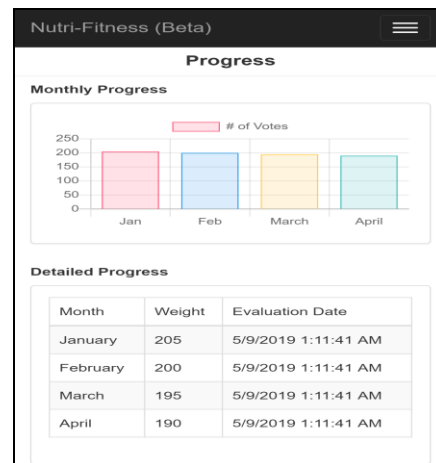 Nutri-Fitness (Beta)
Progress
Monthly Progress
# of Votes
250
200
150
100
50
0
Jan Feb March April
Detailed Progress
Month Weight Evaluation Date
January 205 5/9/2019 1:11:41 AM
February 200 5/9/2019 1:11:41 AM
March 195 5/9/2019 1:11:41 AM
April 190 5/9/2019 1:11:41 AM